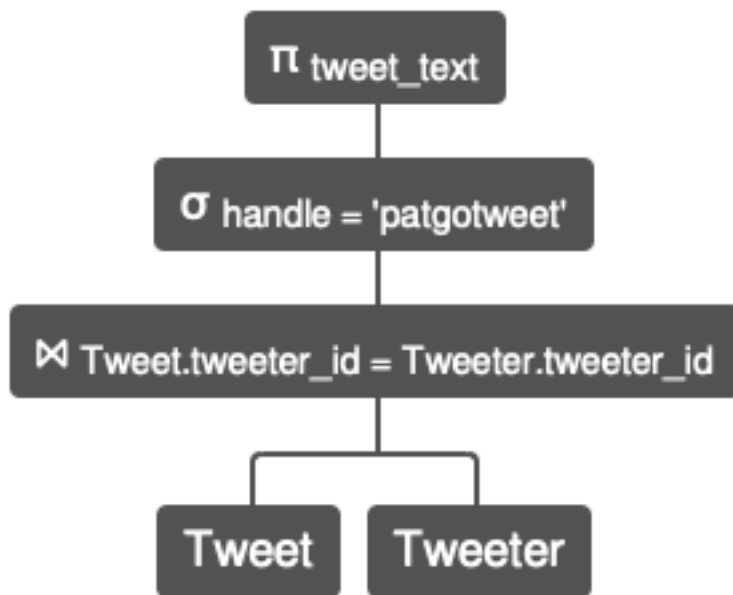 π tweet_text
σ handle = 'patgotweet'
⋈ Tweet.tweeter_id = Tweeter.tweeter_id
Tweet Tweeter